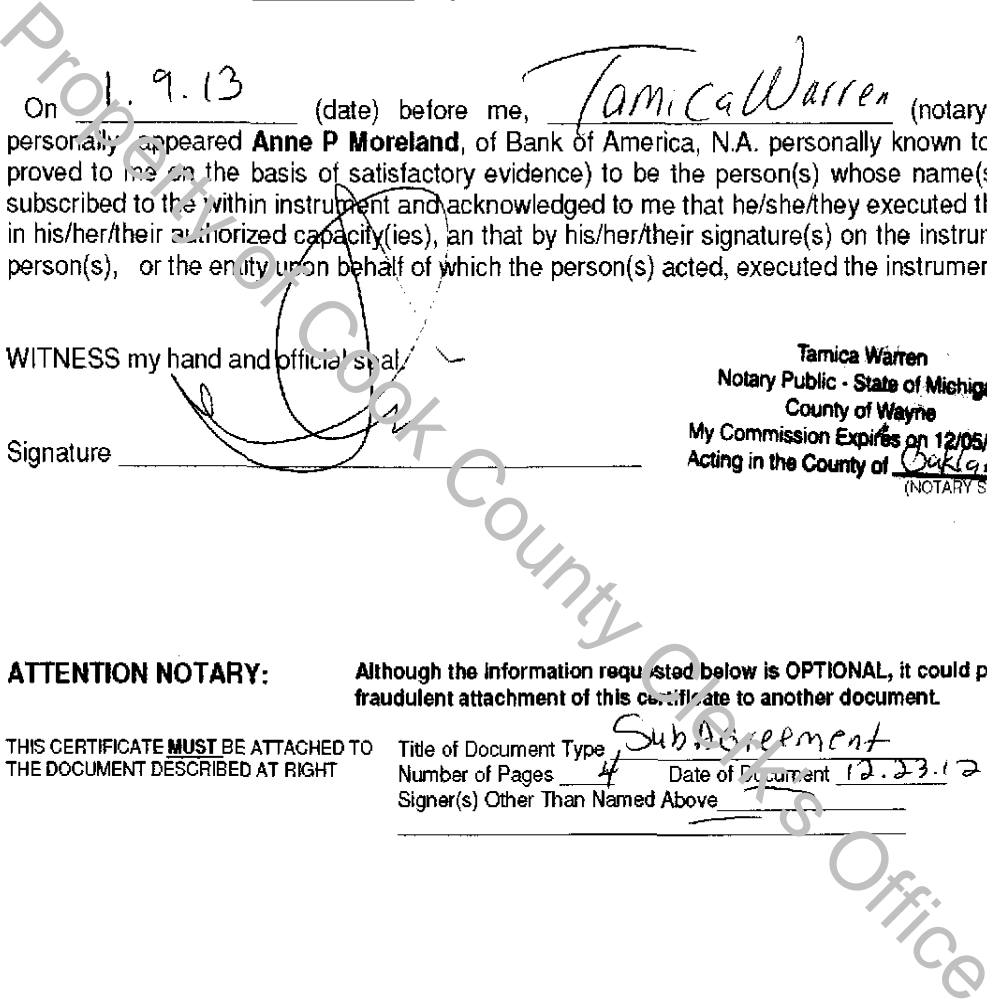 On 1. 9. 13 (date) before me, Tamica Warren (notary
personally appeared Anne P Moreland, of Bank of America, N.A. personally known to
proved to me on the basis of satisfactory evidence) to be the person(s) whose name(s
subscribed to the within instrument and acknowledged to me that he/she/they executed th
in his/her/their authorized capacity(ies), an that by his/her/their signature(s) on the instrum
person(s), or the entity upon behalf of which the person(s) acted, executed the instrumen
WITNESS my hand and official seal.
Tamica Warren
Notary Public - State of Michiga
County of Wayne
My Commission Expires on 12/05/
Acting in the County of Oakla
(NOTARY S
Signature
ATTENTION NOTARY:
Although the information requested below is OPTIONAL, it could p
fraudulent attachment of this certificate to another document.
THIS CERTIFICATE MUST BE ATTACHED TO
THE DOCUMENT DESCRIBED AT RIGHT
Title of Document Type Sub Agreement
Number of Pages 4 Date of Document 12.23.12
Signer(s) Other Than Named Above
Property of Cook County Clerk's Office